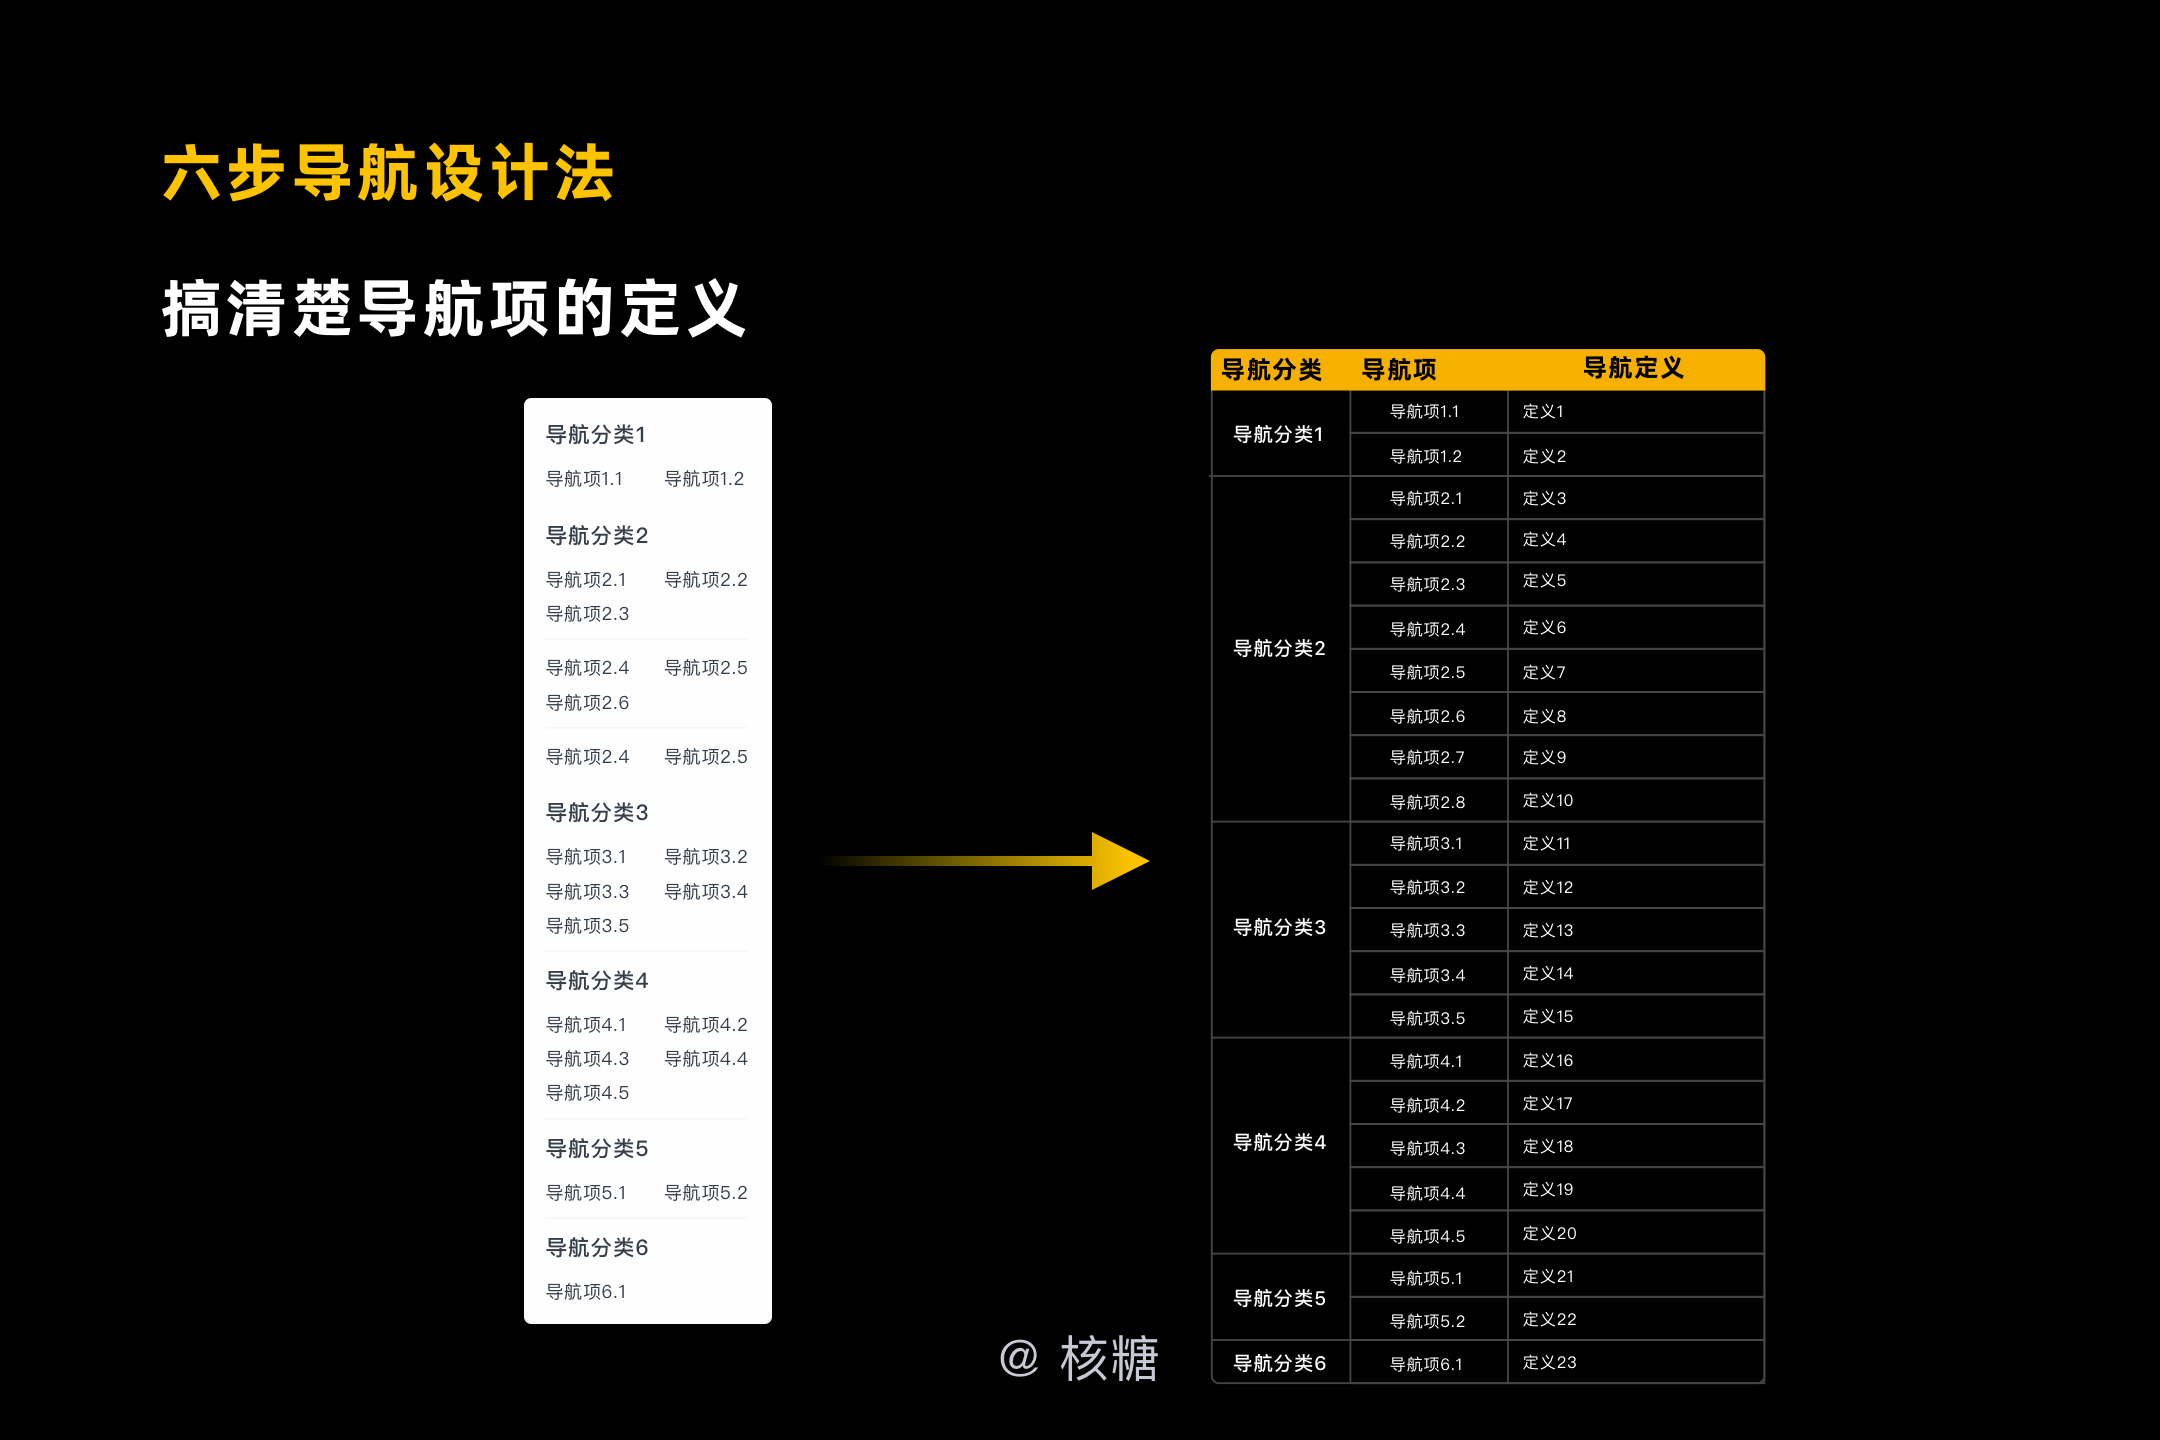 六步导航设计法
搞清楚导航项的定义
导航分类1
导航项1.1 导航项1.2
导航分类2
导航项2.1 导航项2.2
导航项2.3
导航项2.4 导航项2.5
导航项2.6
导航项2.4 导航项2.5
导航分类3
导航项3.1 导航项3.2
导航项3.3 导航项3.4
导航项3.5
导航分类4
导航项4.1 导航项4.2
导航项4.3 导航项4.4
导航项4.5
导航分类5
导航项5.1 导航项5.2
导航分类6
导航项6.1
导航分类 导航项 导航定义
导航分类1
导航项1.1 定义1
导航项1.2 定义2
导航分类2
导航项2.1 定义3
导航项2.2 定义4
导航项2.3 定义5
导航项2.4 定义6
导航项2.5 定义7
导航项2.6 定义8
导航项2.7 定义9
导航项2.8 定义10
导航分类3
导航项3.1 定义11
导航项3.2 定义12
导航项3.3 定义13
导航项3.4 定义14
导航项3.5 定义15
导航分类4
导航项4.1 定义16
导航项4.2 定义17
导航项4.3 定义18
导航项4.4 定义19
导航项4.5 定义20
导航分类5
导航项5.1 定义21
导航项5.2 定义22
导航分类6 导航项6.1 定义23
@ 核糖